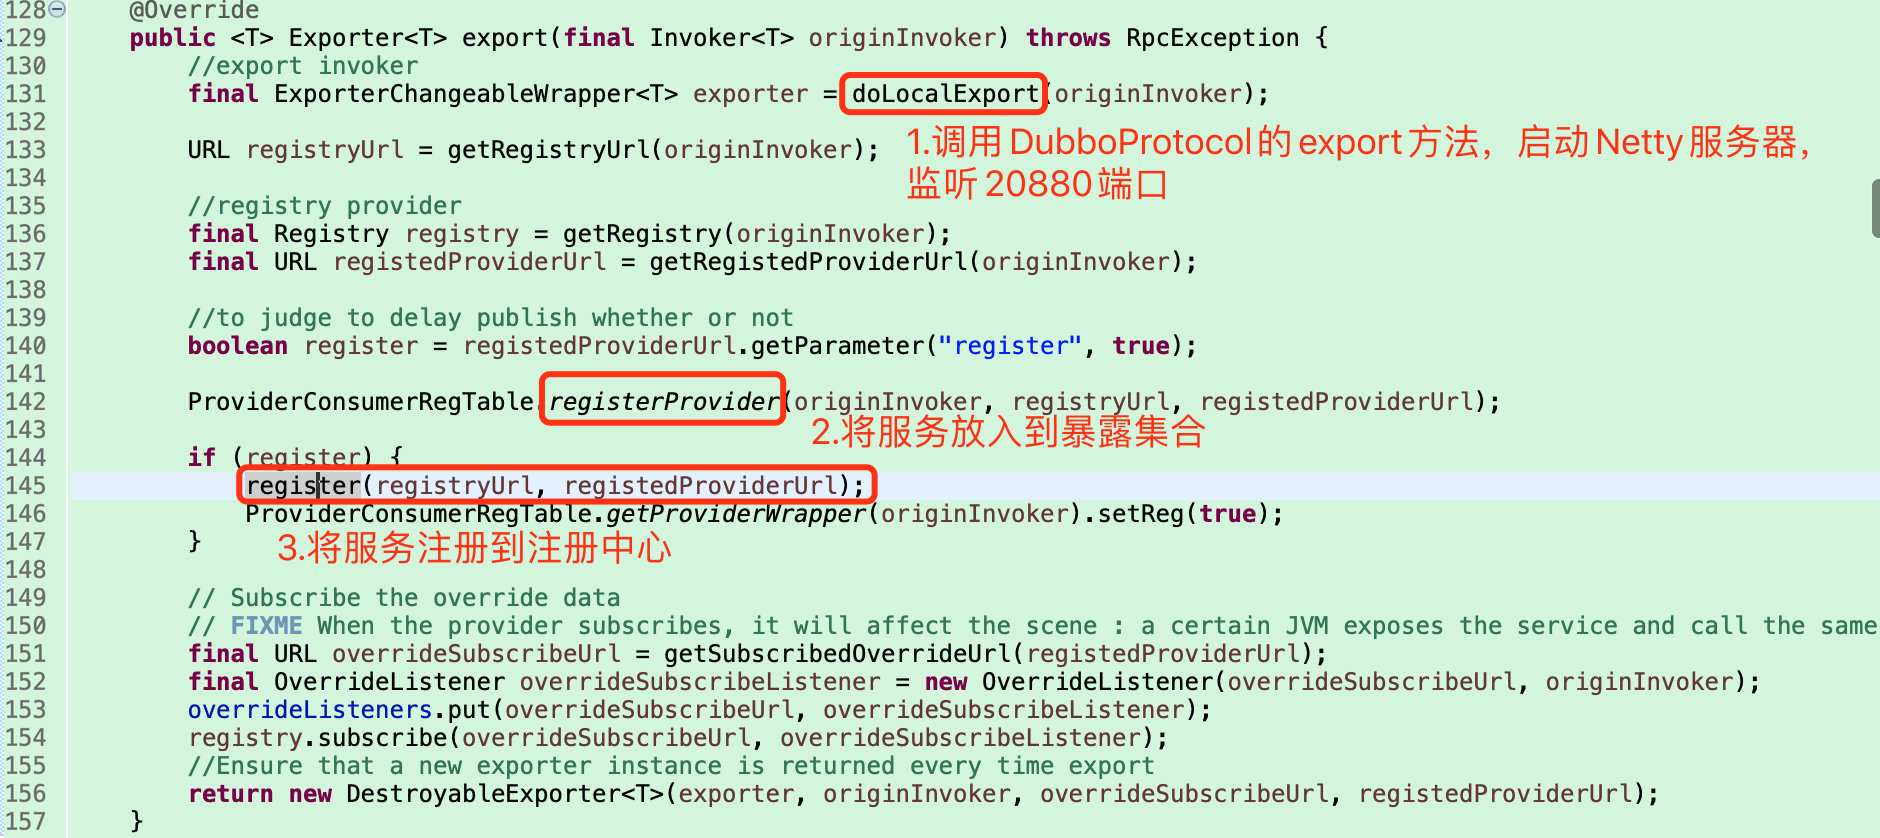 128 @Override
129 public <T> Exporter<T> export(final Invoker<T> originInvoker) throws RpcException {
130 //export invoker
131 final ExporterChangeableWrapper<T> exporter = doLocalExport(originInvoker);
132
133 URL registryUrl = getRegistryUrl(originInvoker);
1.调用DubboProtocol的export方法，启动Netty服务器，
134
监听20880端口
135 //registry provider
136 final Registry registry = getRegistry(originInvoker);
137 final URL registedProviderUrl = getRegistedProviderUrl(originInvoker);
138
139 //to judge to delay publish whether or not
140 boolean register = registedProviderUrl.getParameter("register", true);
141
142 ProviderConsumerRegTable.registerProvider(originInvoker, registryUrl, registedProviderUrl);
143
2.将服务放入到暴露集合
144 if (register) {
145 register(registryUrl, registedProviderUrl);
146 ProviderConsumerRegTable.getProviderWrapper(originInvoker).setReg(true);
147 }
3.将服务注册到注册中心
148
149 // Subscribe the override data
150 // FIXME When the provider subscribes, it will affect the scene : a certain JVM exposes the service and call the same
151 final URL overrideSubscribeUrl = getSubscribedOverrideUrl(registedProviderUrl);
152 final OverrideListener overrideSubscribeListener = new OverrideListener(overrideSubscribeUrl, originInvoker);
153 overrideListeners.put(overrideSubscribeUrl, overrideSubscribeListener);
154 registry.subscribe(overrideSubscribeUrl, overrideSubscribeListener);
155 //Ensure that a new exporter instance is returned every time export
156 return new DestroyableExporter<T>(exporter, originInvoker, overrideSubscribeUrl, registedProviderUrl);
157 }